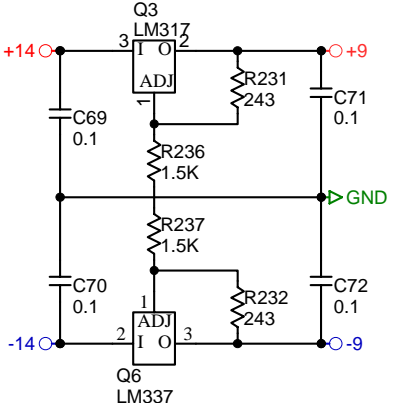 Q3
LM317
+14
3
I
O
2
+9
ADJ
1
R231
243
C69
0.1
C71
0.1
R236
1.5K
GND
R237
1.5K
C70
0.1
1
R232
243
C72
0.1
ADJ
-14
2
I
O
3
-9
Q6
LM337